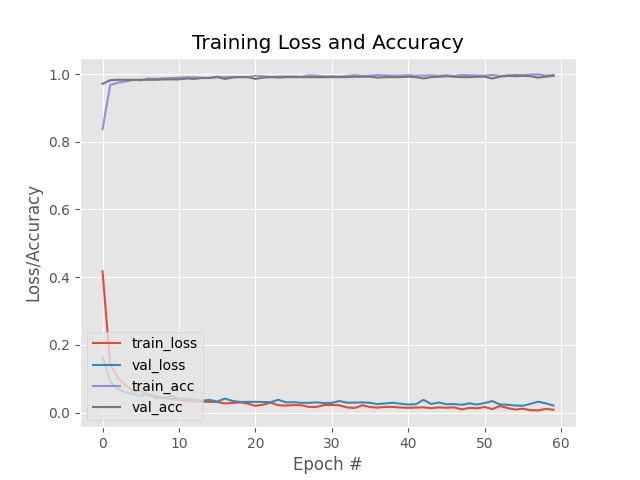 Training Loss and Accuracy
Loss/Accuracy
1.0
0.8
0.6
0.4
0.2
0.0
train_loss
val_loss
train_acc
val_acc
0 10 20 30 40 50 60
Epoch #